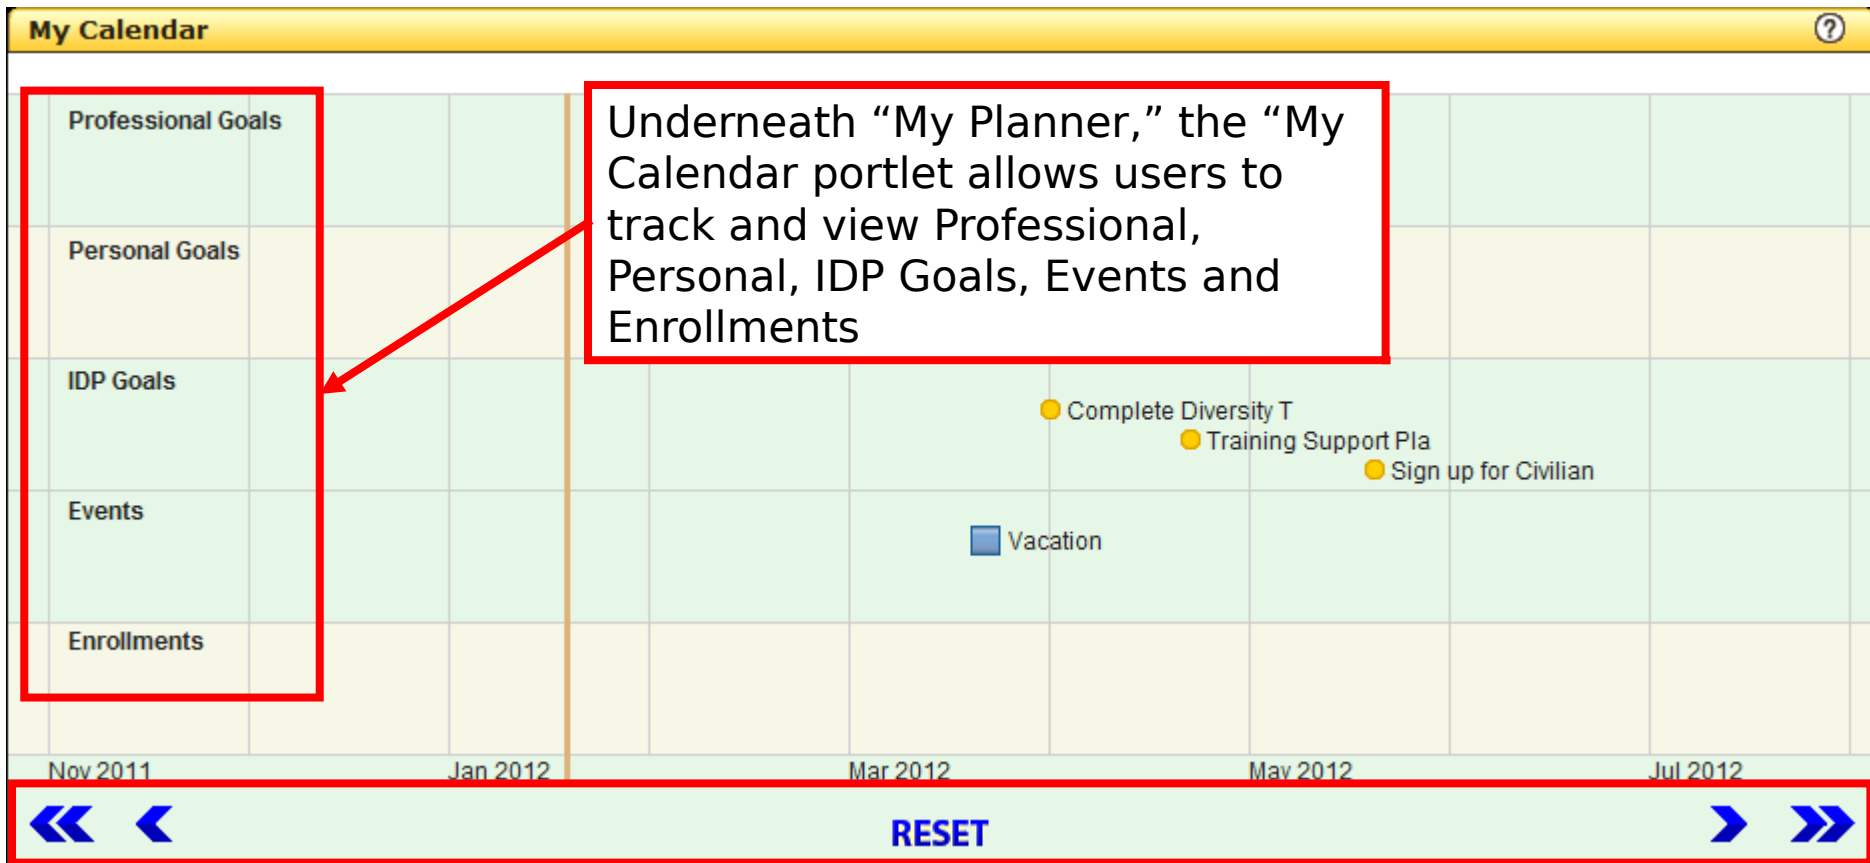 My Calendar
?
Professional Goals
Underneath “My Planner,” the “My
Calendar portlet allows users to
track and view Professional,
Personal, IDP Goals, Events and
Enrollments
Personal Goals
IDP Goals
Complete Diversity T
Training Support Pla
Sign up for Civilian
Events
Vacation
Enrollments
Nov 2011 Jan 2012 Mar 2012 May 2012 Jul 2012
RESET